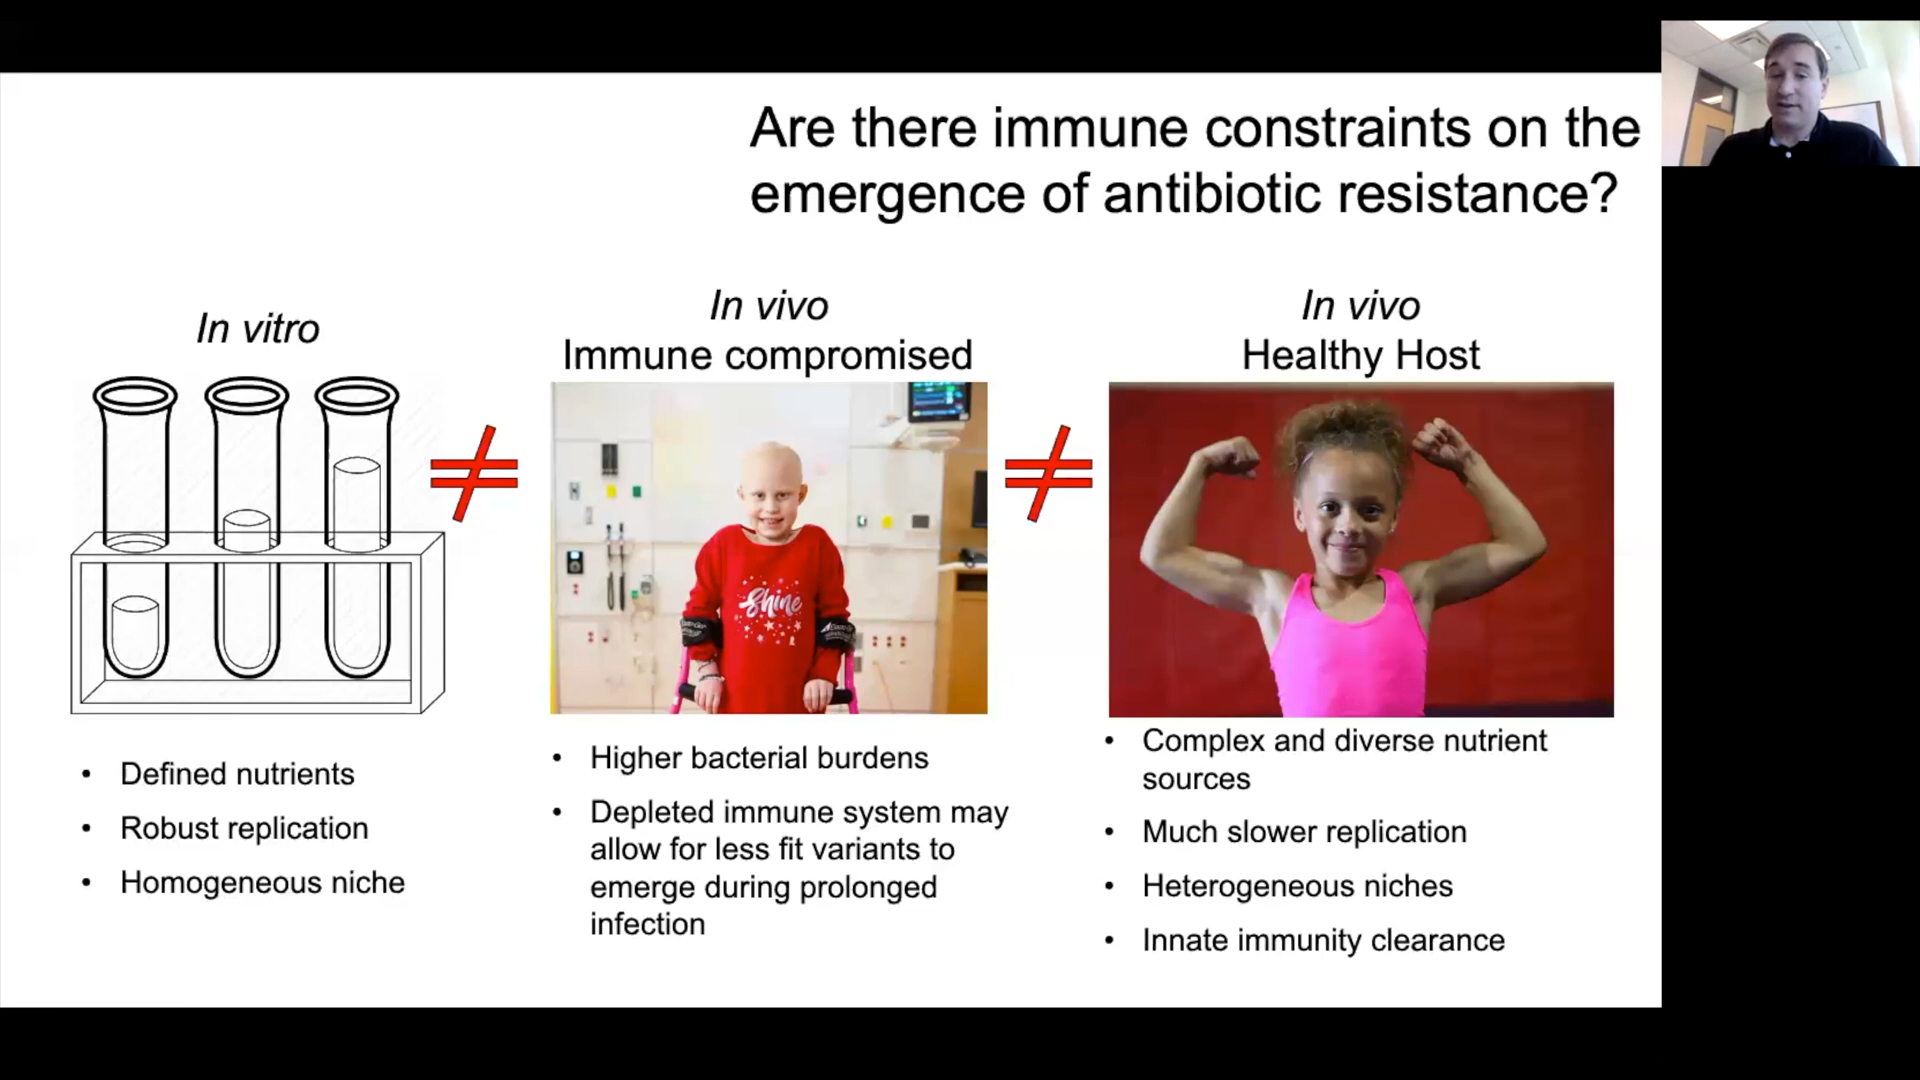 Are there immune constraints on the
emergence of antibiotic resistance?
In vitro
In vivo
Immune compromised
In vivo
Healthy Host
≠
≠
Shine
• Defined nutrients
• Robust replication
• Homogeneous niche
• Higher bacterial burdens
• Depleted immune system may
allow for less fit variants to
emerge during prolonged
infection
• Complex and diverse nutrient
sources
• Much slower replication
• Heterogeneous niches
• Innate immunity clearance